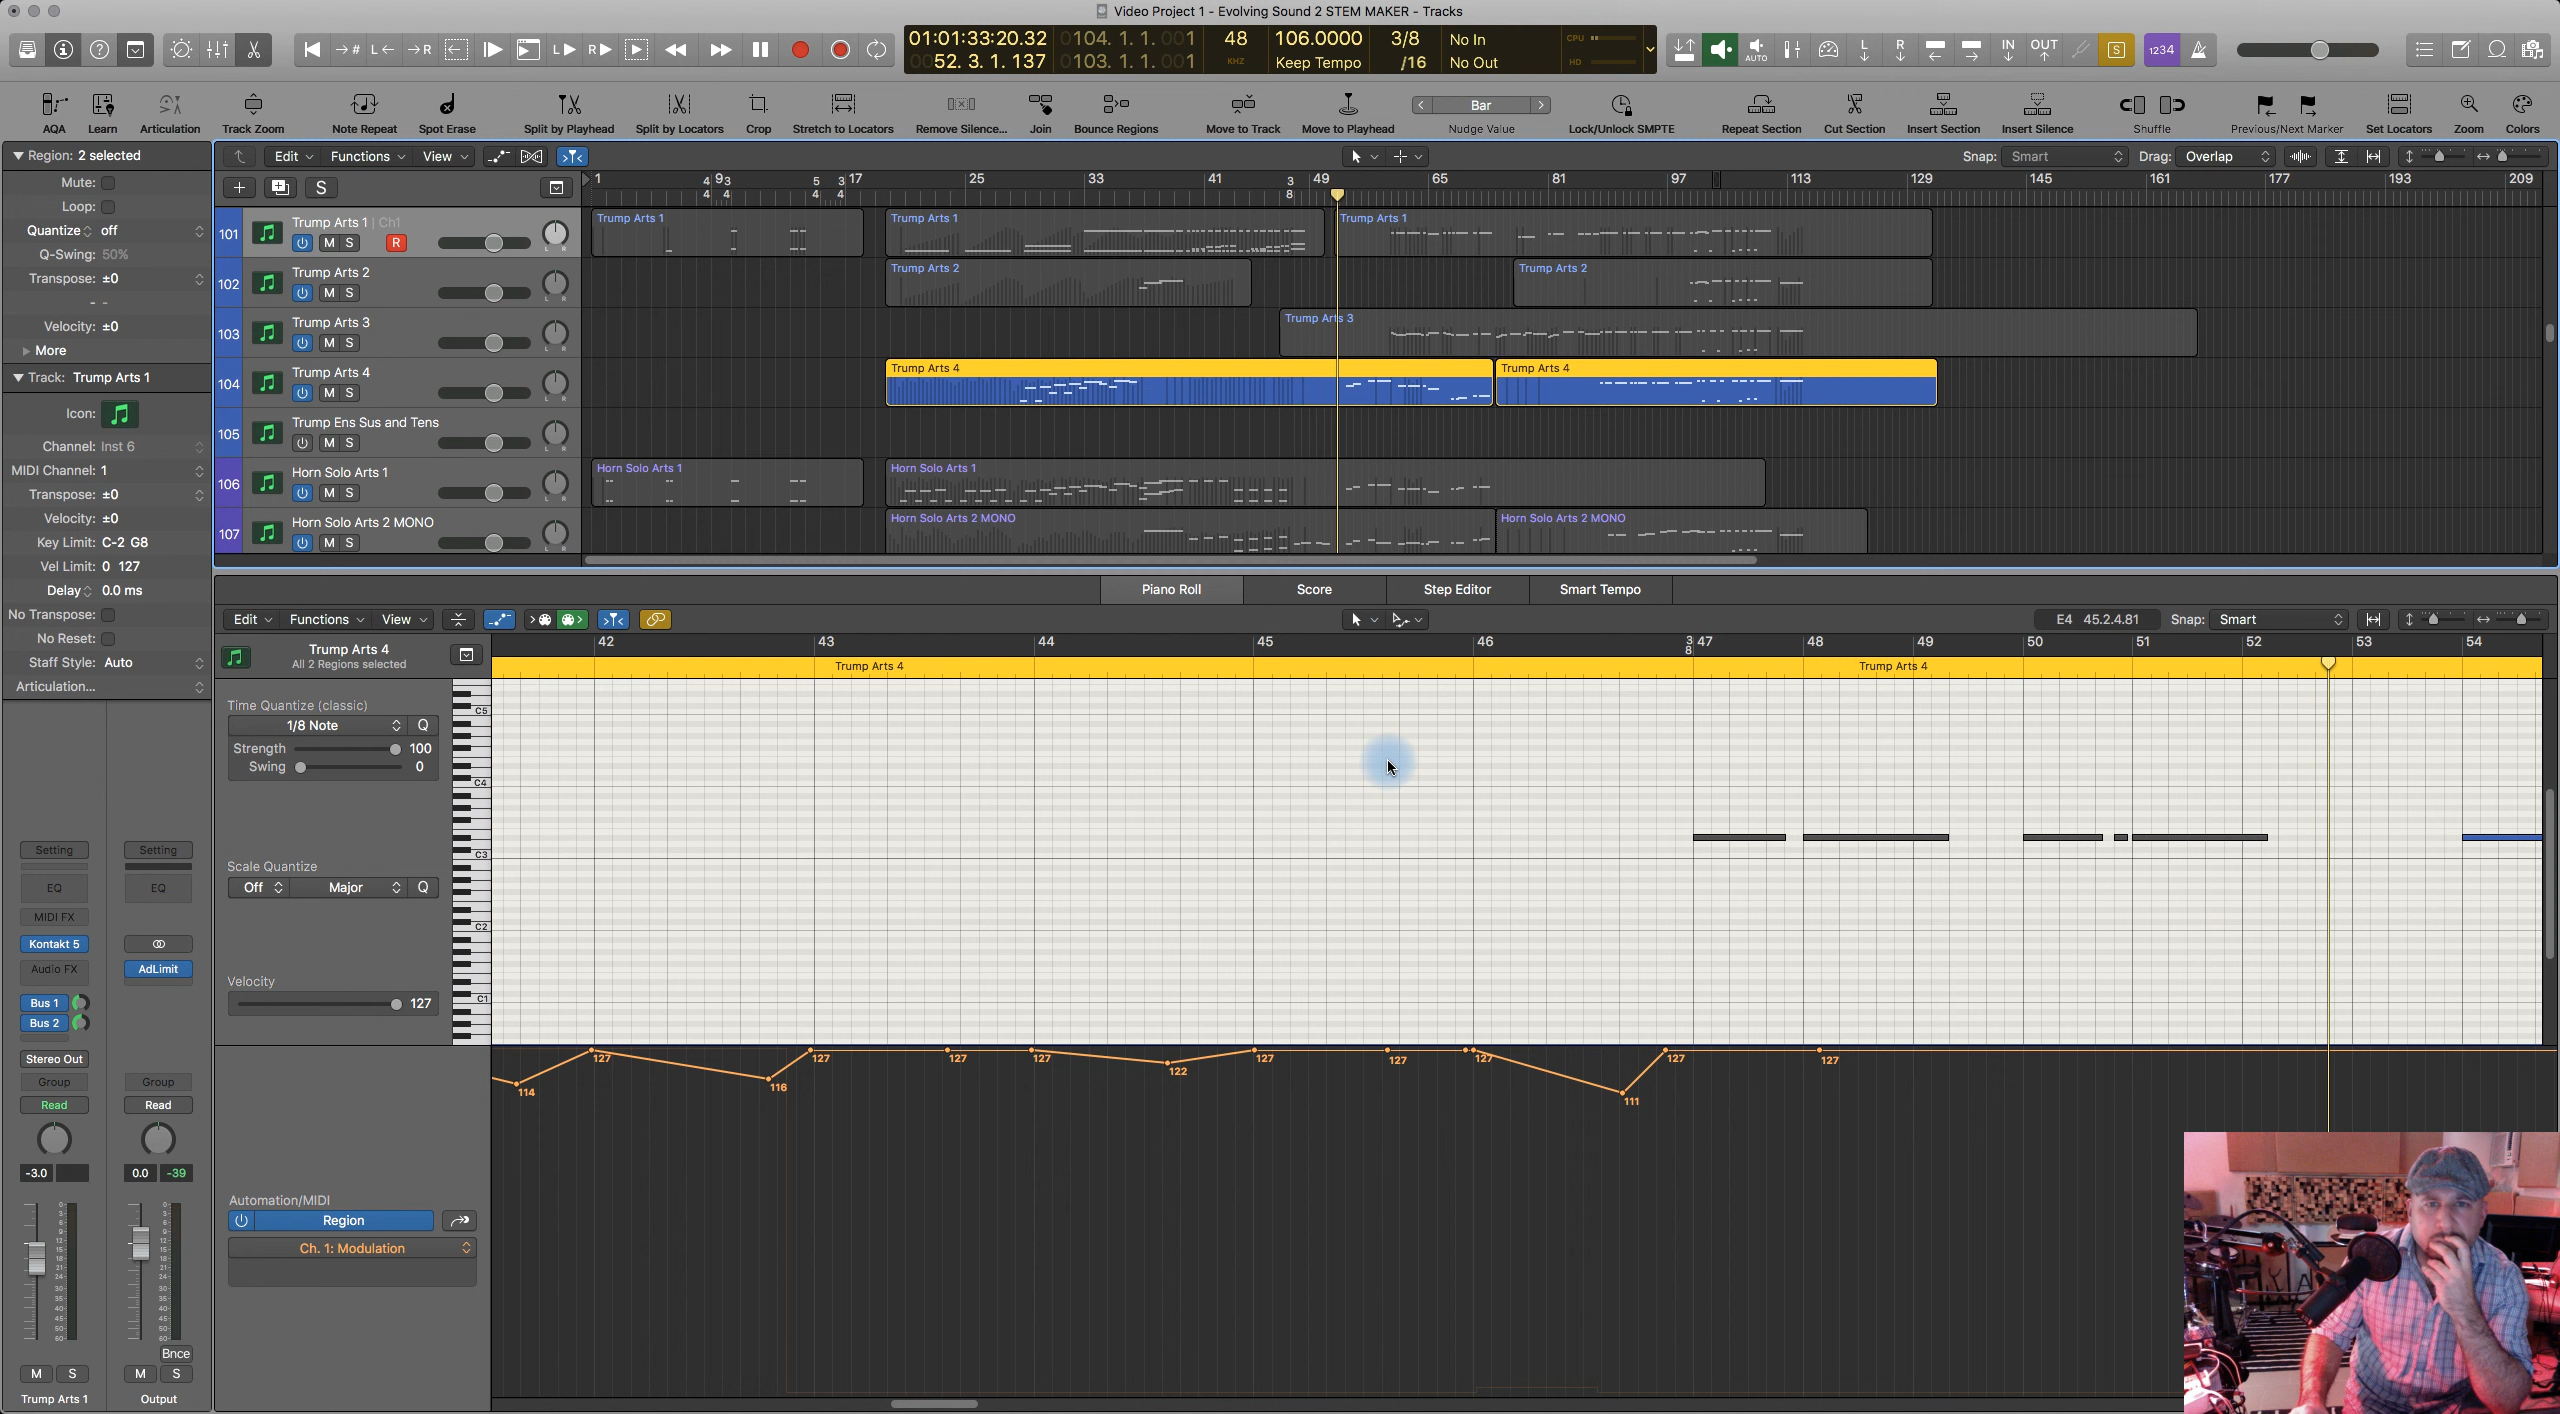 Video Project 1 - Evolving Sound 2 STEM MAKER - Tracks
01:01:33:20.32
0104. 1. 1. 001
48
106.0000
3/8
No In
CPU
0052. 3. 1. 137
0103. 1. 1. 001
KHZ
Keep Tempo
/16
No Out
HD
AUTO
L
R
IN
OUT
S
1234
AQA
Learn
Articulation
Track Zoom
Note Repeat
Spot Erase
Split by Playhead
Split by Locators
Crop
Stretch to Locators
Remove Silence...
Join
Bounce Regions
Move to Track
Move to Playhead
Bar
Nudge Value
Lock/Unlock SMPTE
Repeat Section
Cut Section
Insert Section
Insert Silence
Shuffle
Previous/Next Marker
Set Locators
Zoom
Colors
Region: 2 selected
Mute:
Loop:
Quantize off
Q-Swing: 50%
Transpose: ±0
- -
Velocity: ±0
More
Track: Trump Arts 1
Icon:
Channel: Inst 6
MIDI Channel: 1
Transpose: ±0
Velocity: ±0
Key Limit: C-2 G8
Vel Limit: 0 127
Delay 0.0 ms
No Transpose:
No Reset:
Staff Style: Auto
Articulation...
Setting
Setting
EQ
EQ
MIDI FX
Kontakt 5
Audio FX
AdLimit
Bus 1
Bus 2
Stereo Out
Group
Group
Read
Read
-3.0
0.0 -39
Bnce
M S
M S
Trump Arts 1
Output
Edit
Functions
View
Snap: Smart
Drag: Overlap
S
1 4/4 9 3/4 5/4 3/4 17 25 33 41 3/8 49 65 81 97 113 129 145 161 177 193 209
101
Trump Arts 1 | Ch1
M S R
Trump Arts 1
Trump Arts 1
Trump Arts 1
102
Trump Arts 2
M S
Trump Arts 2
Trump Arts 2
103
Trump Arts 3
M S
Trump Arts 3
104
Trump Arts 4
M S
Trump Arts 4
Trump Arts 4
105
Trump Ens Sus and Tens
M S
106
Horn Solo Arts 1
M S
Horn Solo Arts 1
Horn Solo Arts 1
107
Horn Solo Arts 2 MONO
M S
Horn Solo Arts 2 MONO
Horn Solo Arts 2 MONO
Piano Roll
Score
Step Editor
Smart Tempo
Edit
Functions
View
E4 45.2.4.81
Snap: Smart
42 43 44 45 46 3/8 47 48 49 50 51 52 53 54
Trump Arts 4
All 2 Regions selected
Trump Arts 4
Trump Arts 4
Time Quantize (classic)
1/8 Note
Q
Strength 100
Swing 0
Scale Quantize
Off
Major
Q
Velocity
127
C5
C4
C3
C2
C1
114 127 116 127 127 127 122 127 127 127 111 127 127
Automation/MIDI
Region
Ch. 1: Modulation